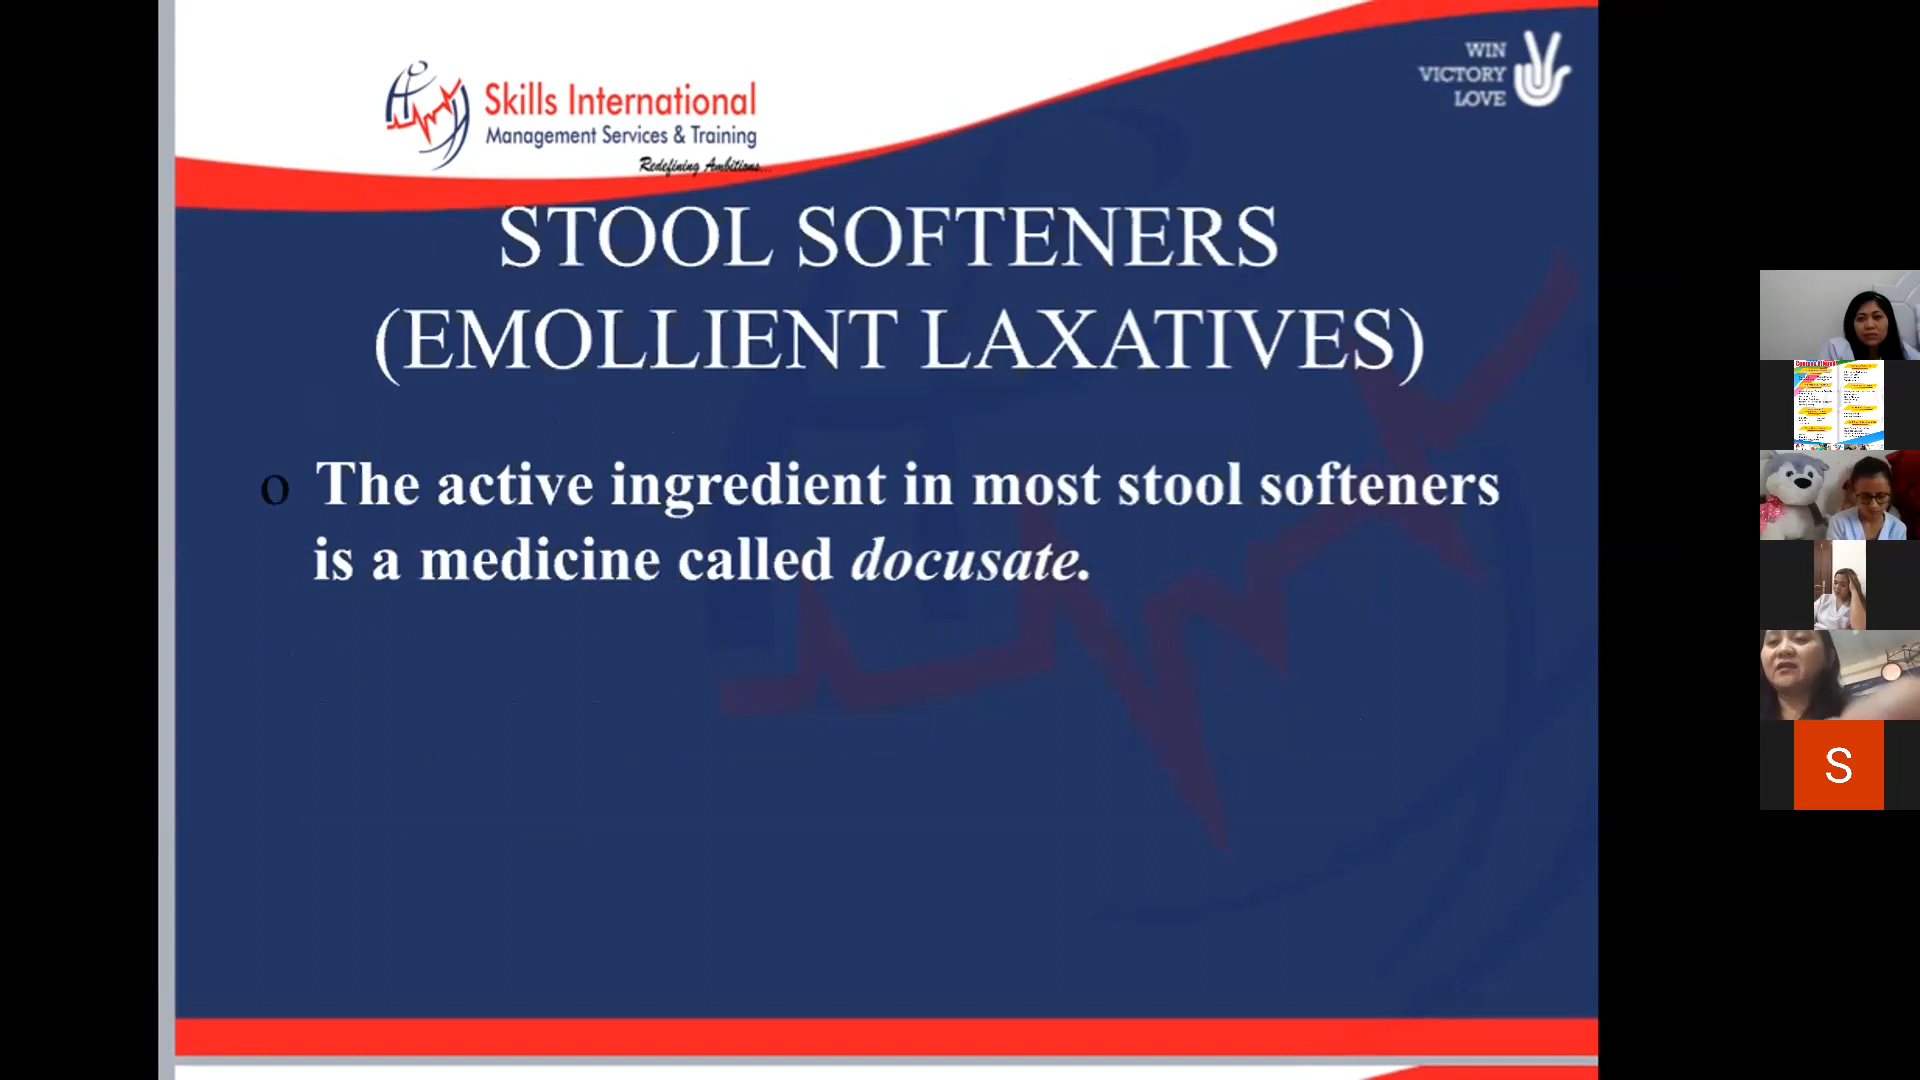 Skills International
Management Services & Training
Redefining Ambitions...
WIN
VICTORY
LOVE
STOOL SOFTENERS
(EMOLLIENT LAXATIVES)
o The active ingredient in most stool softeners
is a medicine called docusate.
S